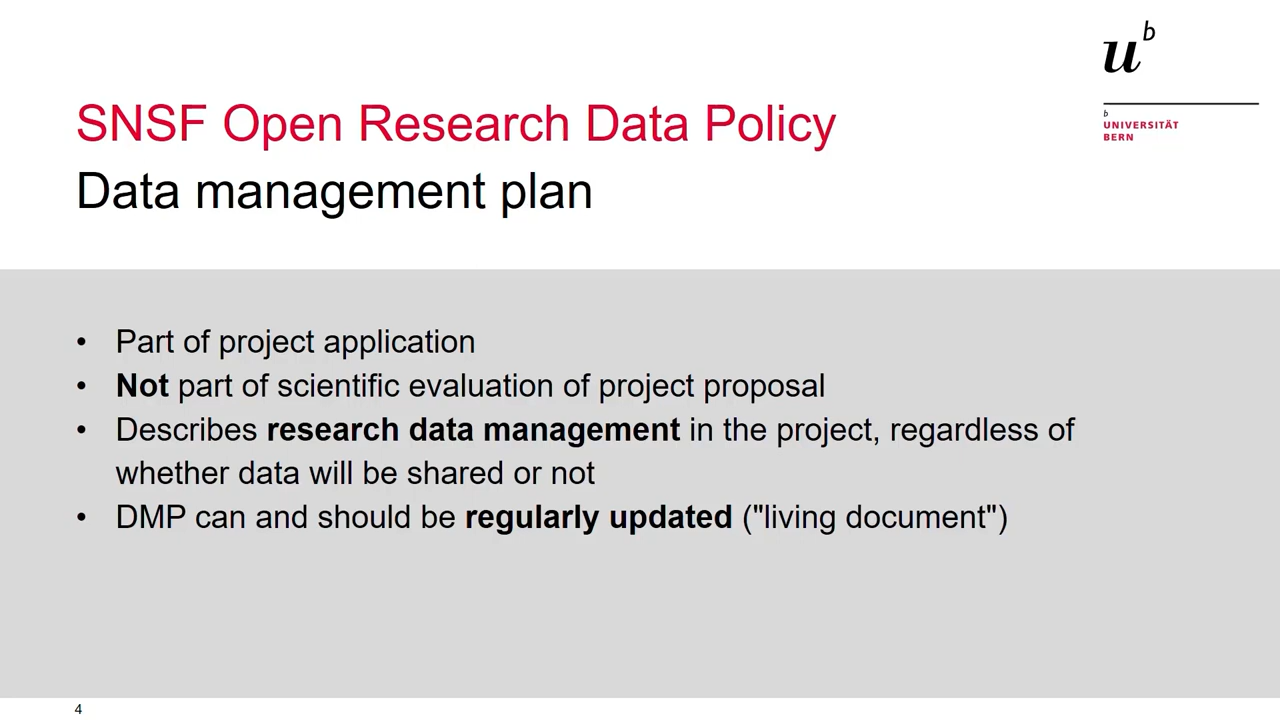 u b
b
UNIVERSITÄT
BERN
SNSF Open Research Data Policy
Data management plan
• Part of project application
• Not part of scientific evaluation of project proposal
• Describes research data management in the project, regardless of
whether data will be shared or not
• DMP can and should be regularly updated ("living document")
4